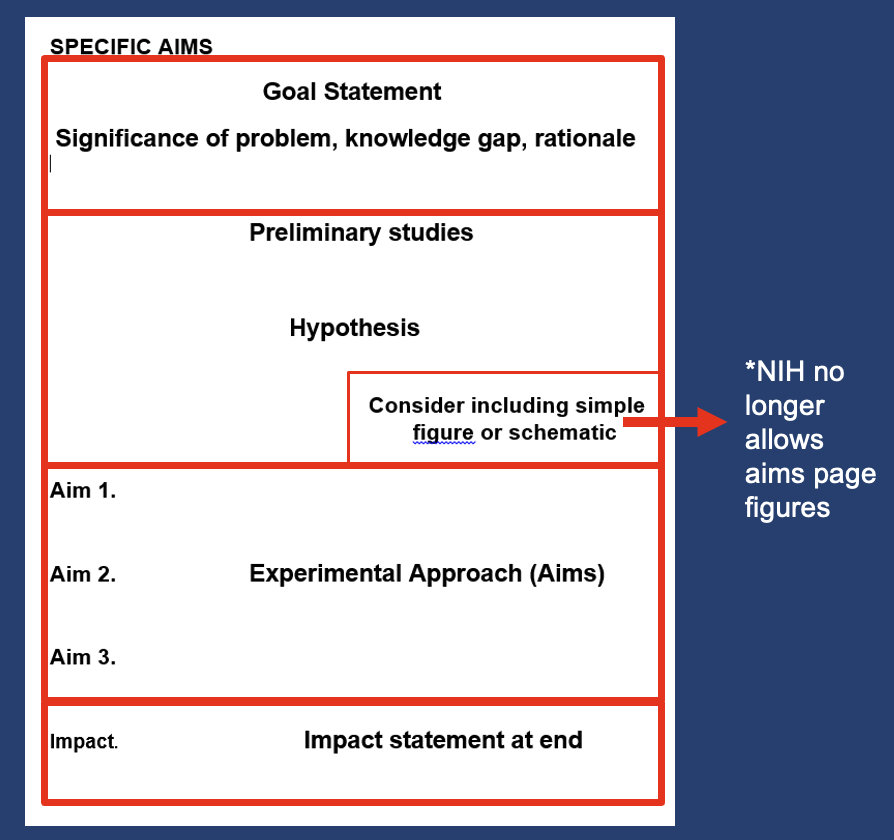 SPECIFIC AIMS
Goal Statement
Significance of problem, knowledge gap, rationale
Preliminary studies
Hypothesis
Consider including simple
figure or schematic
*NIH no
longer
allows
aims page
figures
Aim 1.
Aim 2.
Experimental Approach (Aims)
Aim 3.
Impact.
Impact statement at end